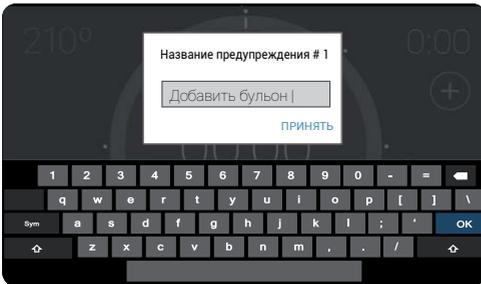 210°
0:00
Название предупреждения # 1
Добавить бульон
ПРИНЯТЬ
1 2 3 4 5 6 7 8 9 0 - =
q w e r t y u i o p [ ] \
Sym a s d f g h j k l ; ' OK
z x c v b n m , . /